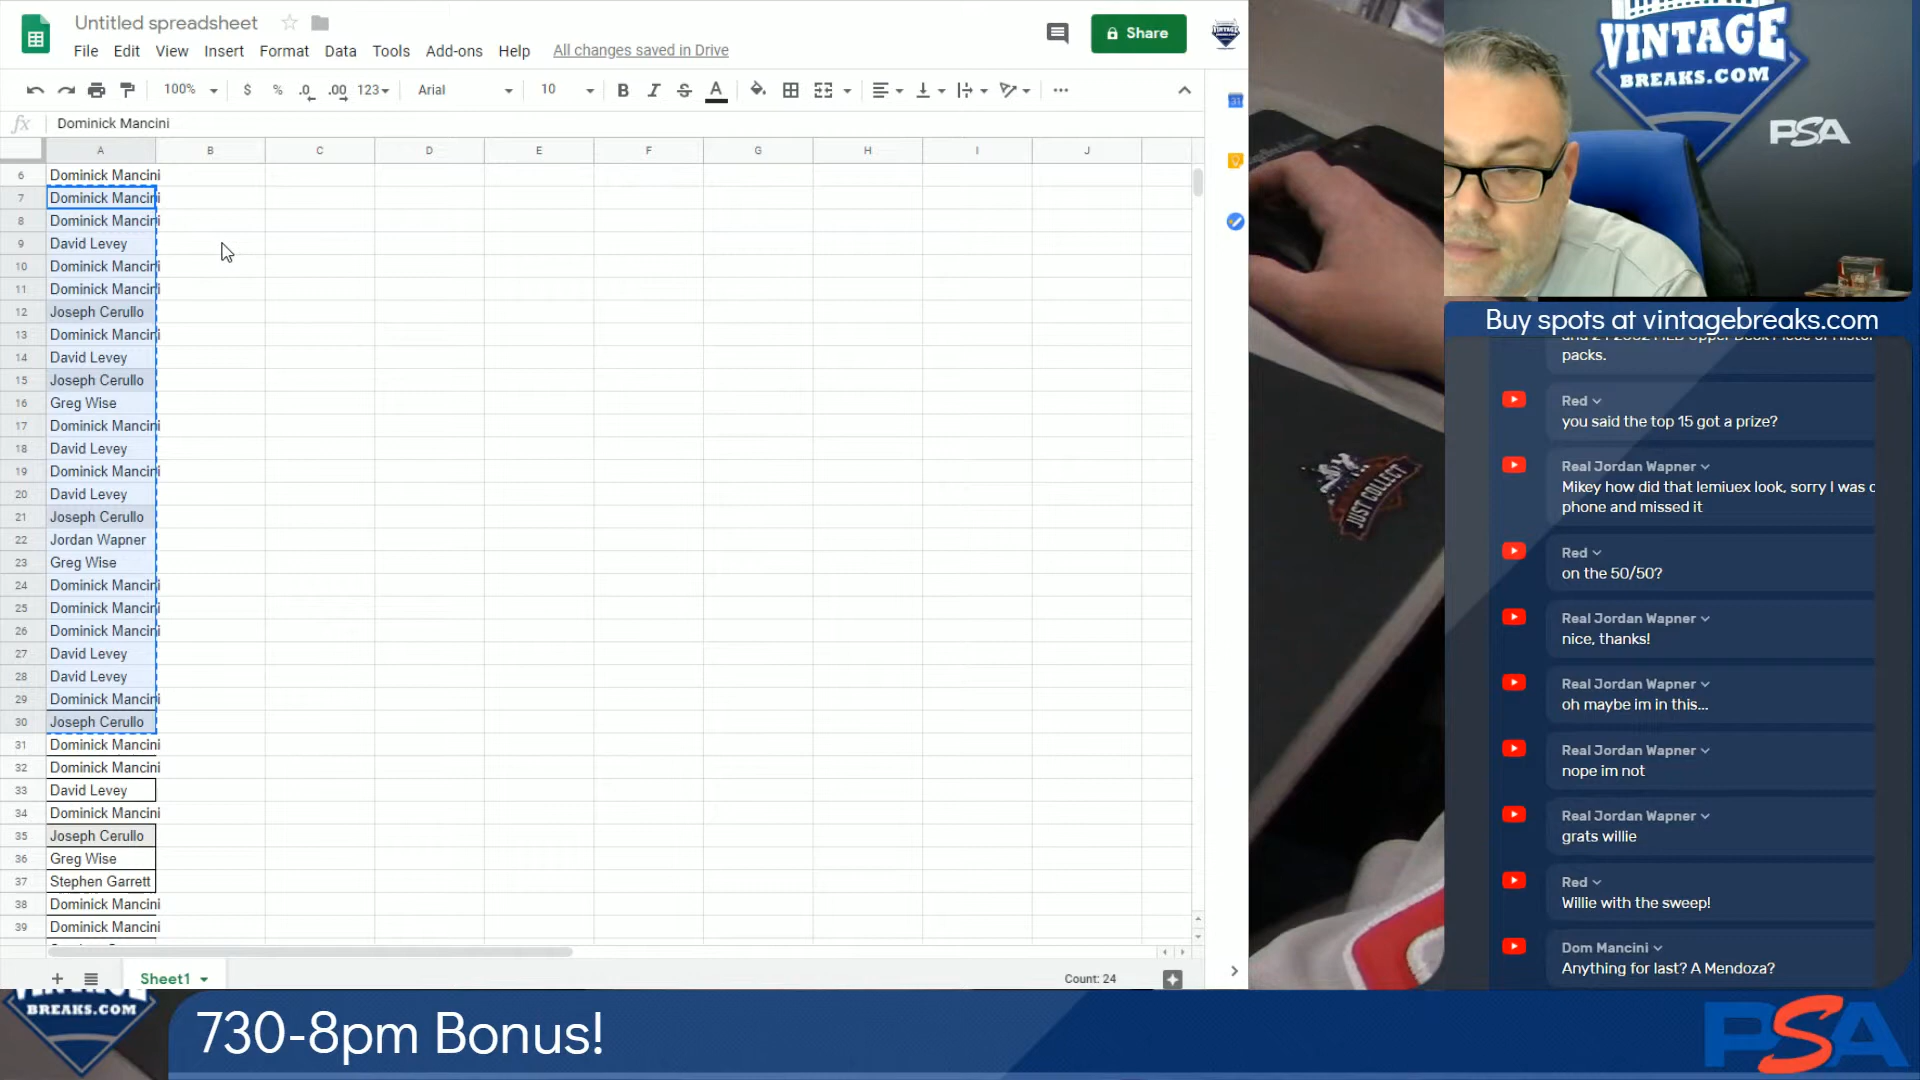 Untitled spreadsheet
File Edit View Insert Format Data Tools Add-ons Help All changes saved in Drive
Share
100% $ % .0 .00 123 Arial 10 B I S A
fx Dominick Mancini
A B C D E F G H I J
6 Dominick Mancini
7 Dominick Mancini
8 Dominick Mancini
9 David Levey
10 Dominick Mancini
11 Dominick Mancini
12 Joseph Cerullo
13 Dominick Mancini
14 David Levey
15 Joseph Cerullo
16 Greg Wise
17 Dominick Mancini
18 David Levey
19 Dominick Mancini
20 David Levey
21 Joseph Cerullo
22 Jordan Wapner
23 Greg Wise
24 Dominick Mancini
25 Dominick Mancini
26 Dominick Mancini
27 David Levey
28 David Levey
29 Dominick Mancini
30 Joseph Cerullo
31 Dominick Mancini
32 Dominick Mancini
33 David Levey
34 Dominick Mancini
35 Joseph Cerullo
36 Greg Wise
37 Stephen Garrett
38 Dominick Mancini
39 Dominick Mancini
Sheet1
Count: 24
31
JUST COLLECT
VINTAGE
BREAKS.COM
PSA
Buy spots at vintagebreaks.com
packs.
Red
you said the top 15 got a prize?
Real Jordan Wapner
Mikey how did that lemiuex look, sorry I was
phone and missed it
Red
on the 50/50?
Real Jordan Wapner
nice, thanks!
Real Jordan Wapner
oh maybe im in this...
Real Jordan Wapner
nope im not
Real Jordan Wapner
grats willie
Red
Willie with the sweep!
Dom Mancini
Anything for last? A Mendoza?
BREAKS.COM
730-8pm Bonus!
PSA